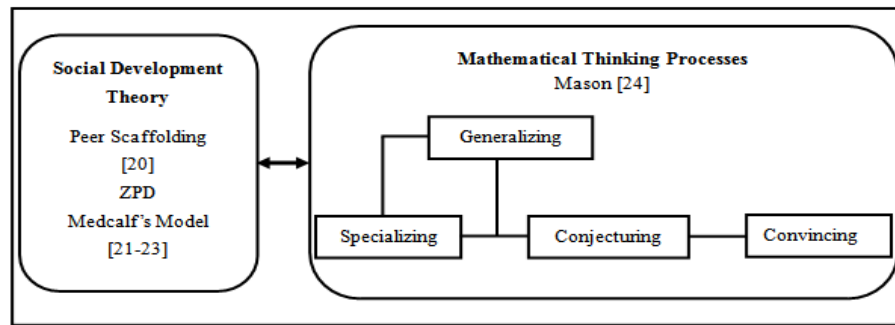 Social Development
Theory
Peer Scaffolding
[20]
ZPD
Medcalf's Model
[21-23]
Mathematical Thinking Processes
Mason [24]
Generalizing
Specializing
Conjecturing
Convincing